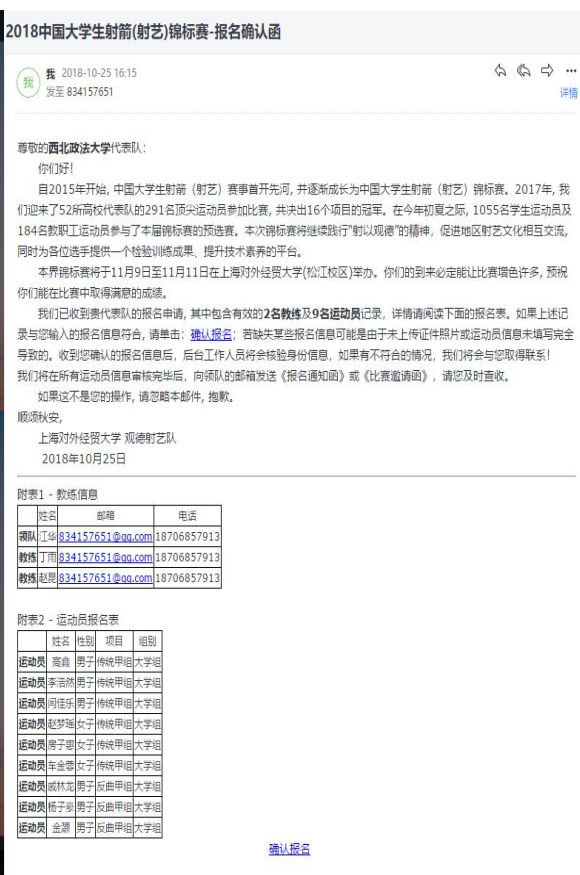 2018中国大学生射箭(射艺)锦标赛-报名确认函
我
我 2018-10-25 16:15
发至 834157651
详情
尊敬的西北政法大学代表队:
你们好!
自2015年开始, 中国大学生射箭（射艺）赛事首开先河, 并逐渐成长为中国大学生射箭（射艺）锦标赛。2017年, 我
们迎来了52所高校代表队的291名顶尖运动员参加比赛, 共决出16个项目的冠军。在今年初夏之际, 1055名学生运动员及
184名教职工运动员参与了本届锦标赛的预选赛。本次锦标赛将继续践行“射以观德”的精神, 促进地区射艺文化相互交流,
同时为各位选手提供一个检验训练成果、提升技术素养的平台。
本界锦标赛将于11月9日至11月11日在上海对外经贸大学(松江校区)举办。你们的到来必定能让比赛增色许多, 预祝
你们能在比赛中取得满意的成绩。
我们已收到贵代表队的报名申请, 其中包含有效的2名教练及9名运动员记录, 详情请阅读下面的报名表。如果上述记
录与您输入的报名信息符合, 请单击: 确认报名; 若缺失某些报名信息可能是由于未上传证件照片或运动员信息未填写完全
导致的。收到您确认的报名信息后, 后台工作人员将会核验身份信息, 如果有不符合的情况, 我们将会与您取得联系!
我们将在所有运动员信息审核完毕后, 向领队的邮箱发送《报名通知函》或《比赛邀请函》, 请您及时查收。
如果这不是您的操作, 请忽略本邮件, 抱歉。
顺颂秋安,
上海对外经贸大学 观德射艺队
2018年10月25日
附表1 - 教练信息
姓名 邮箱 电话
领队 江华 834157651@qq.com 18706857913
教练 丁雨 834157651@qq.com 18706857913
教练 赵昆 834157651@qq.com 18706857913
附表2 - 运动员报名表
姓名 性别 项目 组别
运动员 高鑫 男子 传统甲组 大学组
运动员 李浩然 男子 传统甲组 大学组
运动员 闫佳乐 男子 传统甲组 大学组
运动员 赵梦瑶 女子 传统甲组 大学组
运动员 房子惠 女子 传统甲组 大学组
运动员 车金蓉 女子 传统甲组 大学组
运动员 戚林龙 男子 反曲甲组 大学组
运动员 杨子豪 男子 反曲甲组 大学组
运动员 金灏 男子 反曲甲组 大学组
确认报名